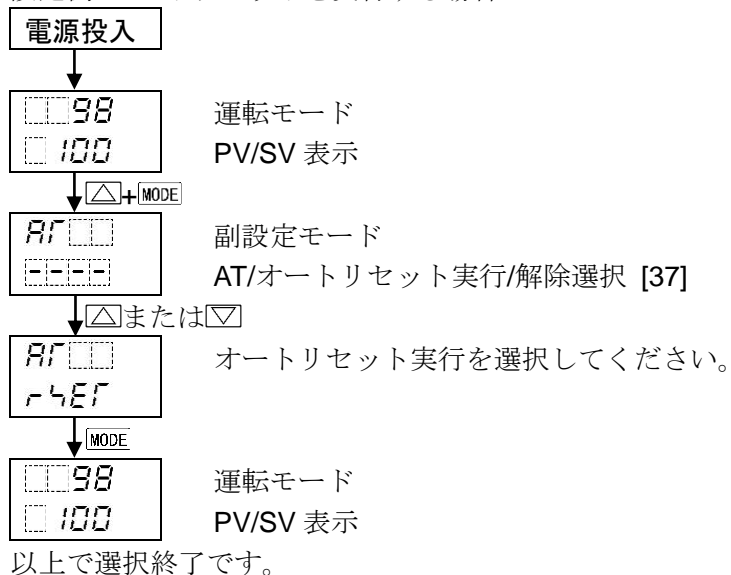 電源投入
98 運転モード
100 PV/SV 表示
△+MODE
AT 副設定モード
---- AT/オートリセット実行/解除選択 [37]
△または▽
AT オートリセット実行を選択してください。
rSET
MODE
98 運転モード
100 PV/SV 表示
以上で選択終了です。